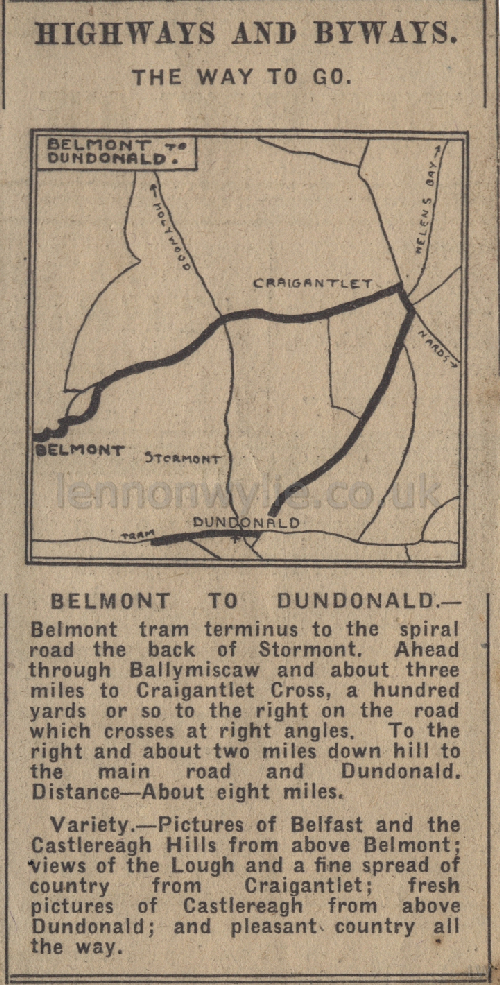 HIGHWAYS AND BYWAYS.
THE WAY TO GO.
BELMONT TO
DUNDONALD.
HOLYWOOD
HELENS BAY
CRAIGANTLET
NARDS
BELMONT
STORMONT
lennonwylie.co.uk
DUNDONALD
TRAM
BELMONT TO DUNDONALD.—
Belmont tram terminus to the spiral
road the back of Stormont. Ahead
through Ballymiscaw and about three
miles to Craigantlet Cross, a hundred
yards or so to the right on the road
which crosses at right angles. To the
right and about two miles down hill to
the main road and Dundonald.
Distance—About eight miles.
Variety.—Pictures of Belfast and the
Castlereagh Hills from above Belmont;
views of the Lough and a fine spread of
country from Craigantlet; fresh
pictures of Castlereagh from above
Dundonald; and pleasant country all
the way.